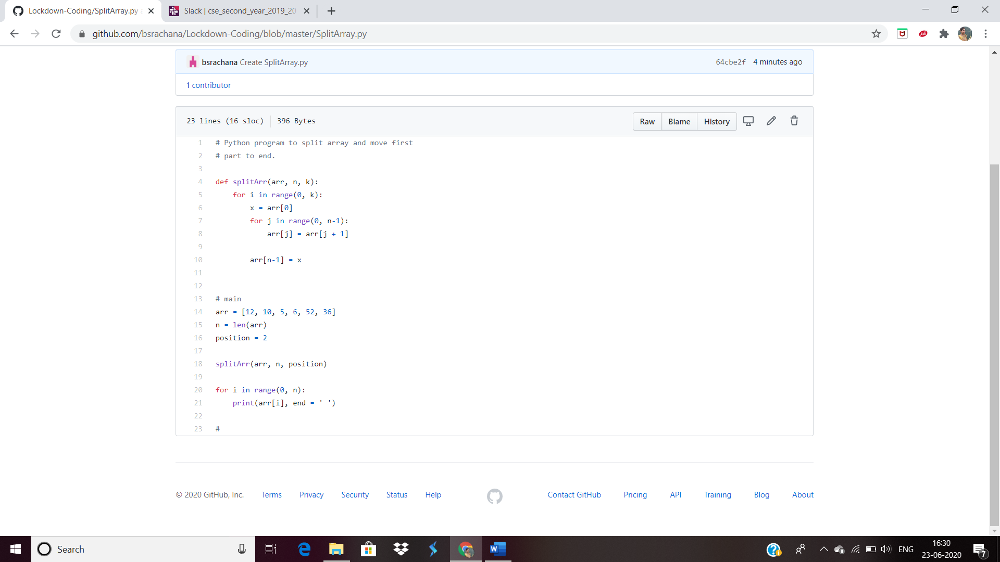 Lockdown-Coding/SplitArray.py a
Slack | cse_second_year_2019_20
github.com/bsrachana/Lockdown-Coding/blob/master/SplitArray.py
Ask
bsrachana Create SplitArray.py 64cbe2f 4 minutes ago
1 contributor
23 lines (16 sloc) 396 Bytes Raw Blame History
1 # Python program to split array and move first
2 # part to end.
3
4 def splitArr(arr, n, k):
5     for i in range(0, k):
6         x = arr[0]
7         for j in range(0, n-1):
8             arr[j] = arr[j + 1]
9
10         arr[n-1] = x
11
12
13 # main
14 arr = [12, 10, 5, 6, 52, 36]
15 n = len(arr)
16 position = 2
17
18 splitArr(arr, n, position)
19
20 for i in range(0, n):
21     print(arr[i], end = ' ')
22
23 #
© 2020 GitHub, Inc. Terms Privacy Security Status Help Contact GitHub Pricing API Training Blog About
Search W ENG 16:30
23-06-2020 7